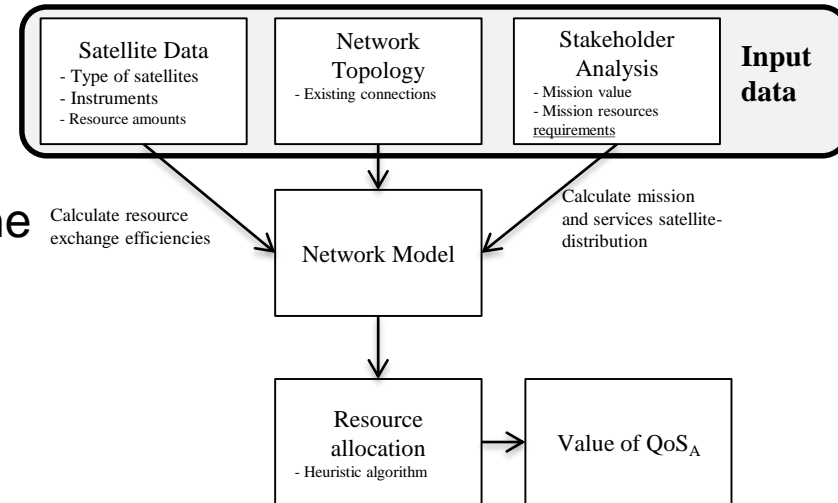 Satellite Data
- Type of satellites
- Instruments
- Resource amounts
Network
Topology
- Existing connections
Stakeholder
Analysis
- Mission value
- Mission resources
requirements
Input
data
ne
Calculate resource
exchange efficiencies
Calculate mission
and services satellite-
distribution
Network Model
Resource
allocation
- Heuristic algorithm
Value of QoS_A